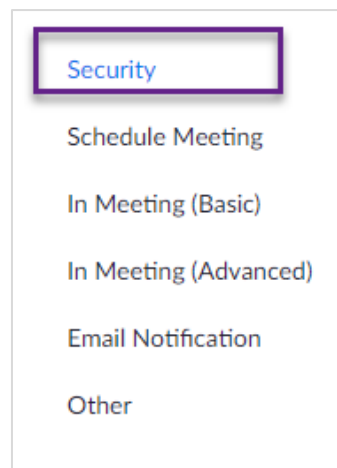 Security
Schedule Meeting
In Meeting (Basic)
In Meeting (Advanced)
Email Notification
Other